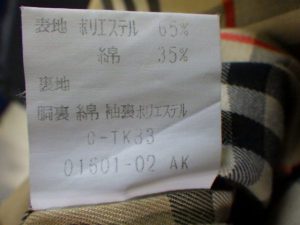 表地 ポリエステル 65%
綿 35%
裏地
胴裏 綿 袖裏ポリエステル
C-TK33
01601-02 AK